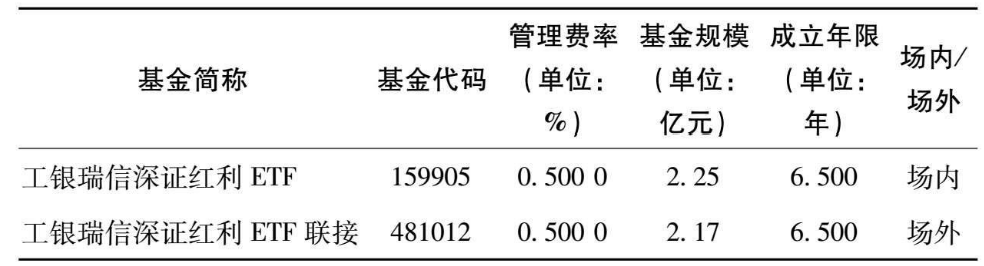 基金简称 基金代码 管理费率(单位:%) 基金规模(单位:亿元) 成立年限(单位:年) 场内/场外
工银瑞信深证红利 ETF 159905 0.500 0 2.25 6.500 场内
工银瑞信深证红利 ETF 联接 481012 0.500 0 2.17 6.500 场外